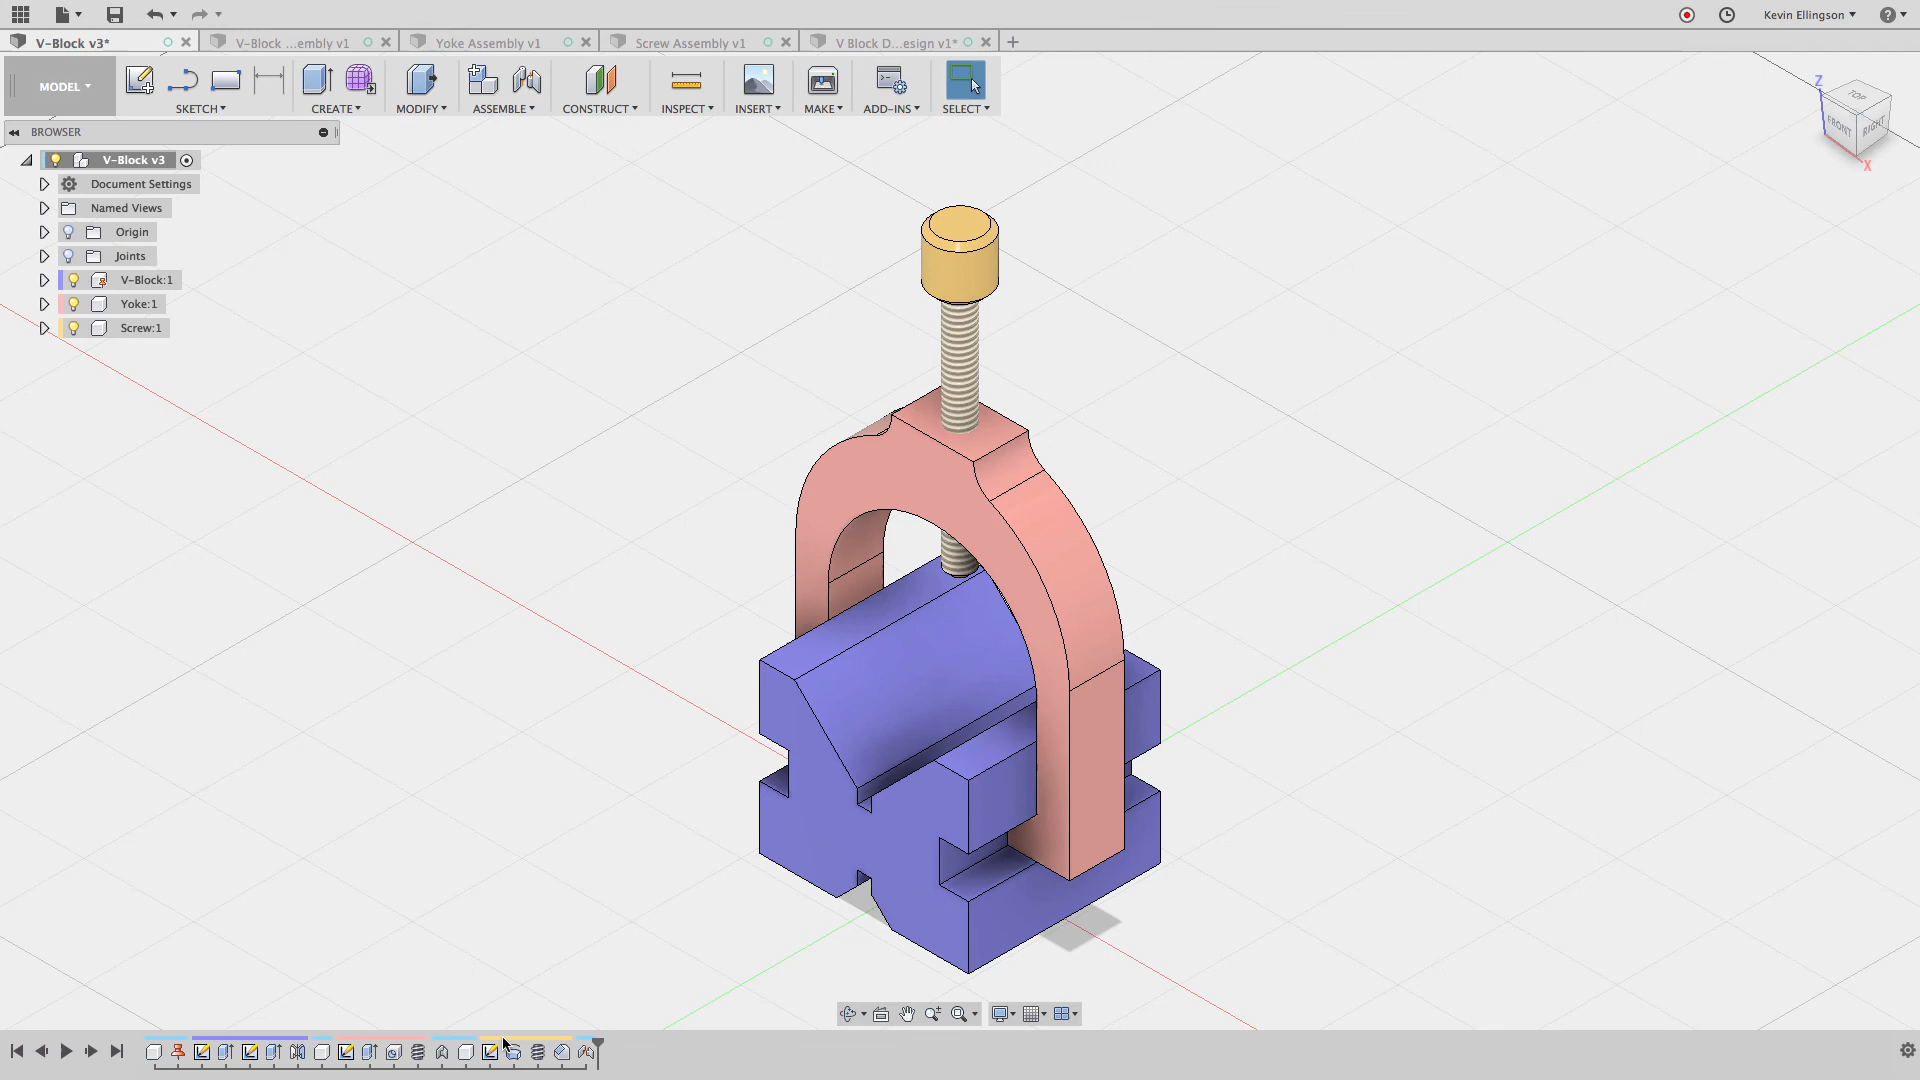 Kevin Ellingson
V-Block v3*
V-Block ...embly v1
Yoke Assembly v1
Screw Assembly v1
V Block D...esign v1*
MODEL
SKETCH
CREATE
MODIFY
ASSEMBLE
CONSTRUCT
INSPECT
INSERT
MAKE
ADD-INS
SELECT
BROWSER
V-Block v3
Document Settings
Named Views
Origin
Joints
V-Block:1
Yoke:1
Screw:1
Z
TOP
FRONT
RIGHT
X